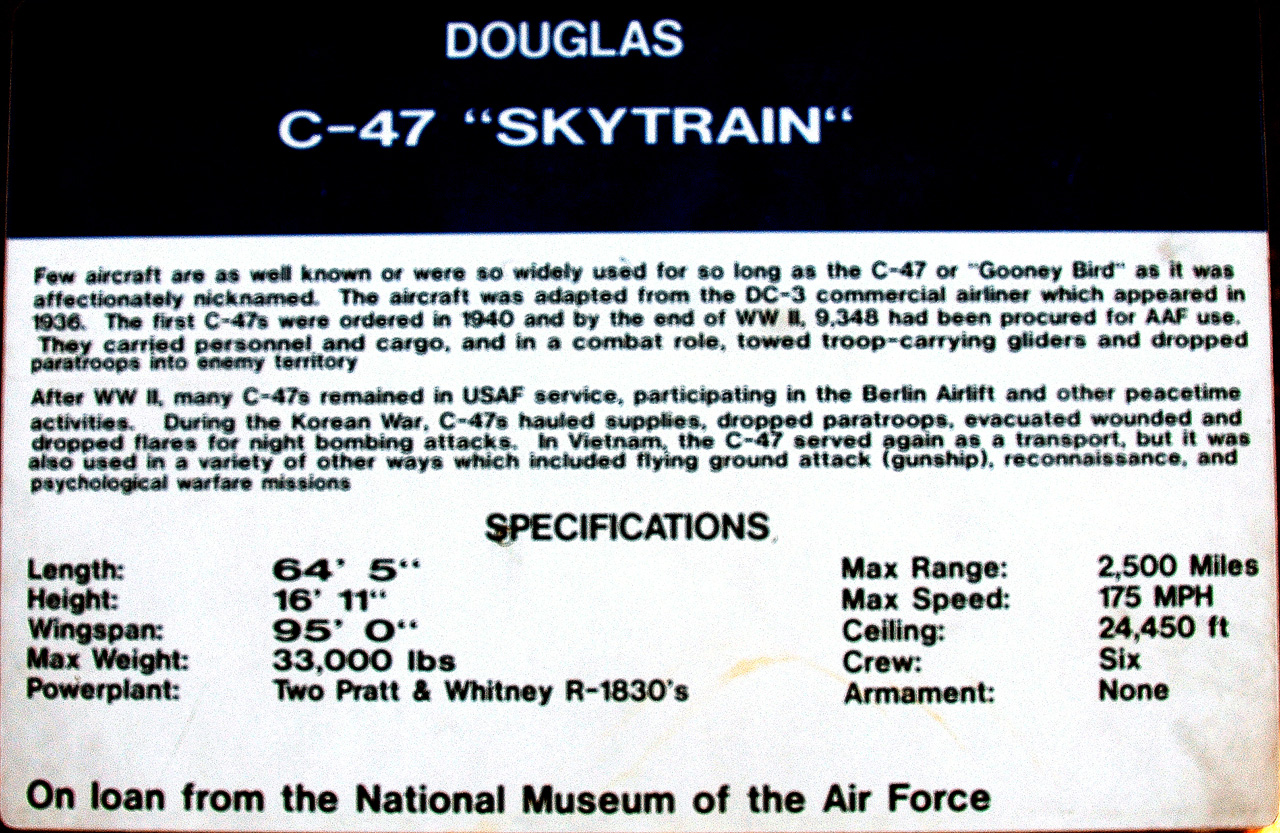 DOUGLAS
C-47 “SKYTRAIN“
Few aircraft are as well known or were so widely used for so long as the C-47 or "Gooney Bird" as it was
affectionately nicknamed. The aircraft was adapted from the DC-3 commercial airliner which appeared in
1936. The first C-47s were ordered in 1940 and by the end of WW II, 9,348 had been procured for AAF use.
They carried personnel and cargo, and in a combat role, towed troop-carrying gliders and dropped
paratroops into enemy territory
After WW II, many C-47s remained in USAF service, participating in the Berlin Airlift and other peacetime
activities. During the Korean War, C-47s hauled supplies, dropped paratroops, evacuated wounded and
dropped flares for night bombing attacks. In Vietnam, the C-47 served again as a transport, but it was
also used in a variety of other ways which included flying ground attack (gunship), reconnaissance, and
psychological warfare missions
SPECIFICATIONS
Length: 64’ 5“ Max Range: 2,500 Miles
Height: 16’ 11“ Max Speed: 175 MPH
Wingspan: 95’ 0“ Ceiling: 24,450 ft
Max Weight: 33,000 lbs Crew: Six
Powerplant: Two Pratt & Whitney R-1830's Armament: None
On loan from the National Museum of the Air Force